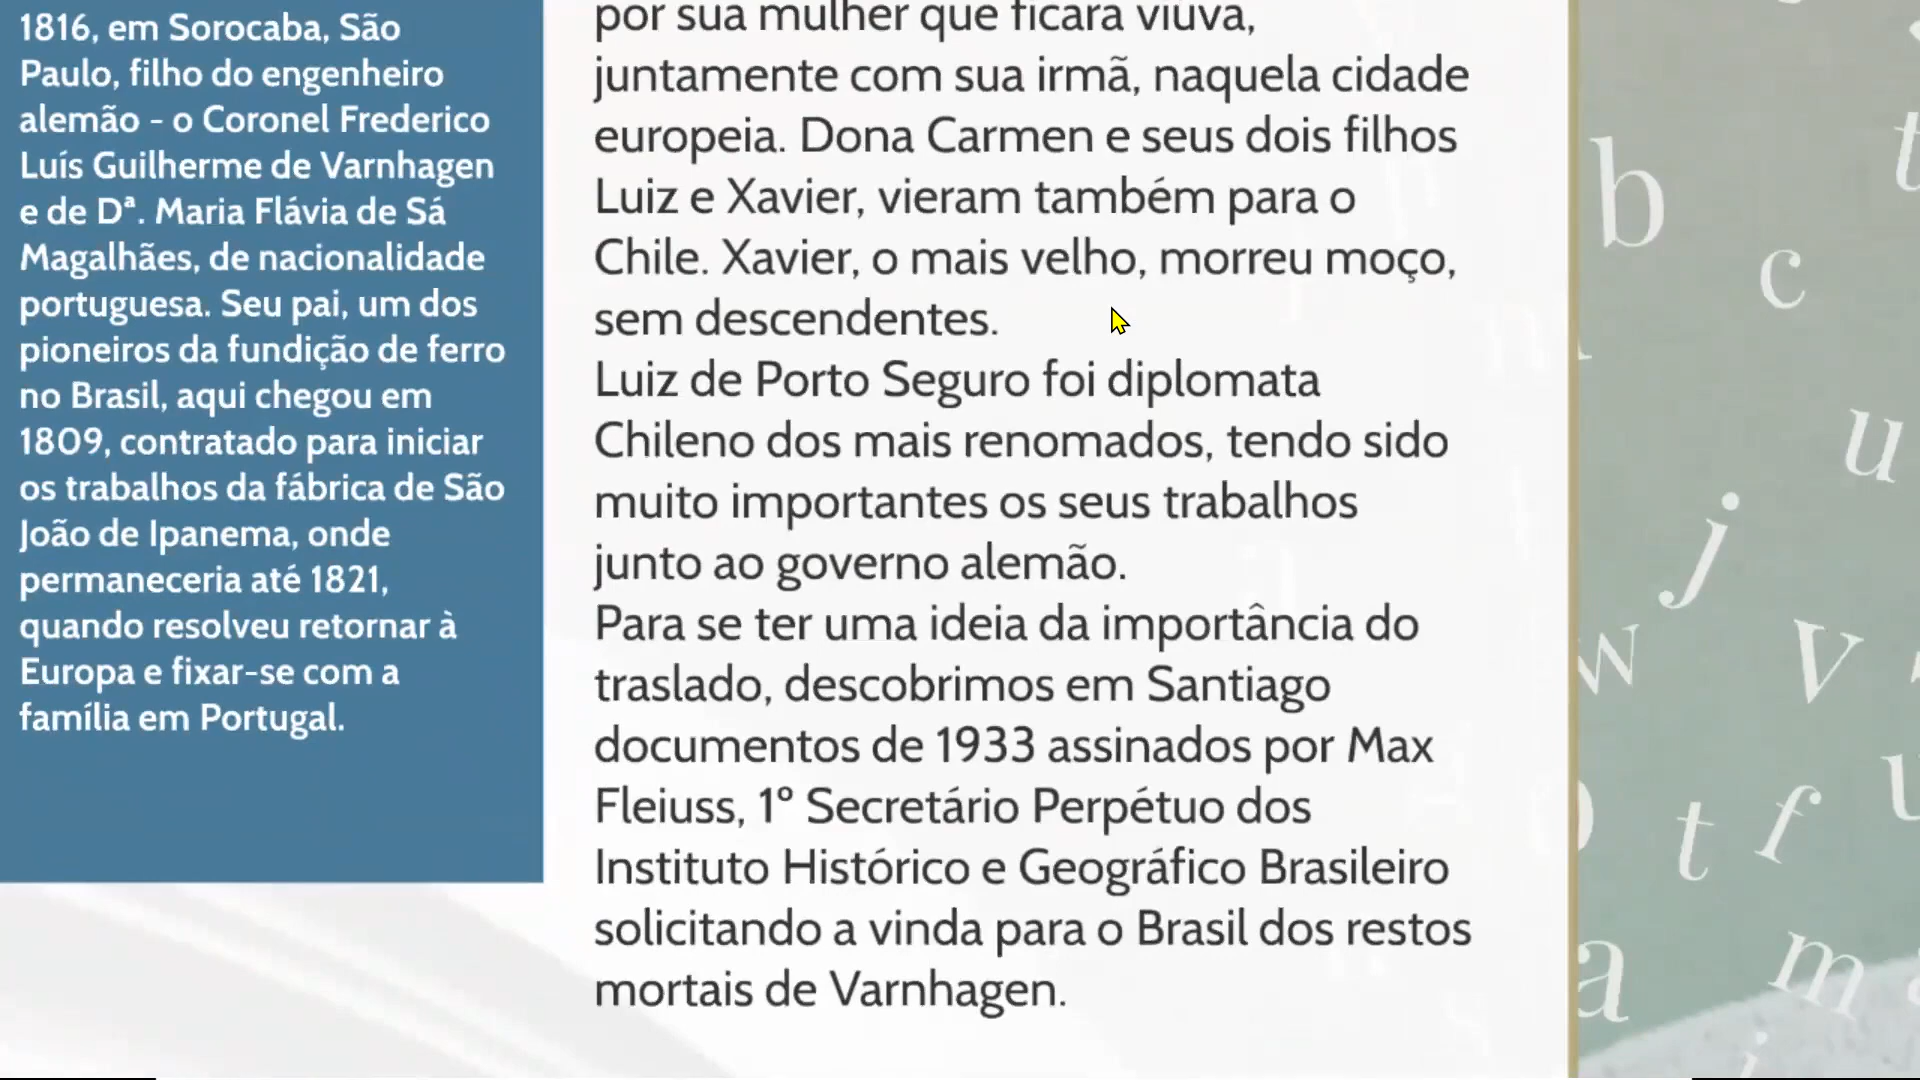 1816, em Sorocaba, São
Paulo, filho do engenheiro
alemão - o Coronel Frederico
Luís Guilherme de Varnhagen
e de Dª. Maria Flávia de Sá
Magalhães, de nacionalidade
portuguesa. Seu pai, um dos
pioneiros da fundição de ferro
no Brasil, aqui chegou em
1809, contratado para iniciar
os trabalhos da fábrica de São
João de Ipanema, onde
permaneceria até 1821,
quando resolveu retornar à
Europa e fixar-se com a
família em Portugal.
por sua mulher que ficara viúva,
juntamente com sua irmã, naquela cidade
europeia. Dona Carmen e seus dois filhos
Luiz e Xavier, vieram também para o
Chile. Xavier, o mais velho, morreu moço,
sem descendentes.
Luiz de Porto Seguro foi diplomata
Chileno dos mais renomados, tendo sido
muito importantes os seus trabalhos
junto ao governo alemão.
Para se ter uma ideia da importância do
traslado, descobrimos em Santiago
documentos de 1933 assinados por Max
Fleiuss, 1º Secretário Perpétuo dos
Instituto Histórico e Geográfico Brasileiro
solicitando a vinda para o Brasil dos restos
mortais de Varnhagen.
b
t
c
u
j
w
v
t
f
a
m